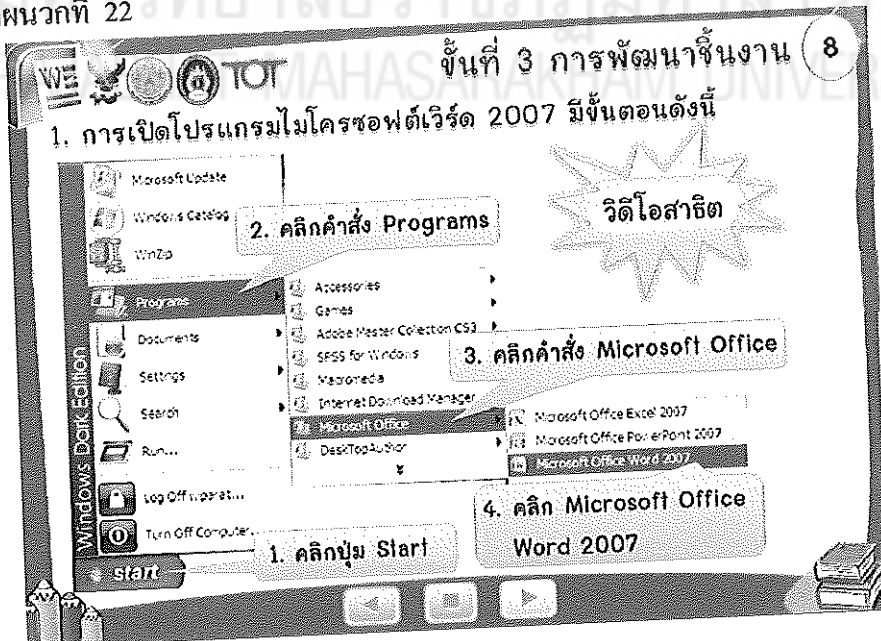 ผนวกที่ 22
TOT
ขั้นที่ 3 การพัฒนาชิ้นงาน 8
MAHASARAKHAM UNIVER
1. การเปิดโปรแกรมไมโครซอฟต์เวิร์ด 2007 มีขั้นตอนดังนี้
วิดีโอสาธิต
Microsoft Update
Windows Catalog
WinZip
2. คลิกคำสั่ง Programs
Programs
Documents
Settings
Search
Run...
Log Off
Turn Off Computer...
Windows Dark Edition
Accessories
Games
Adobe Master Collection CS3
SPSS for Windows
Macromedia
Internet Download Manager
Microsoft Office
DeskTopAuthor
3. คลิกคำสั่ง Microsoft Office
Microsoft Office Excel 2007
Microsoft Office PowerPoint 2007
Microsoft Office Word 2007
4. คลิก Microsoft Office
Word 2007
1. คลิกปุ่ม Start
start